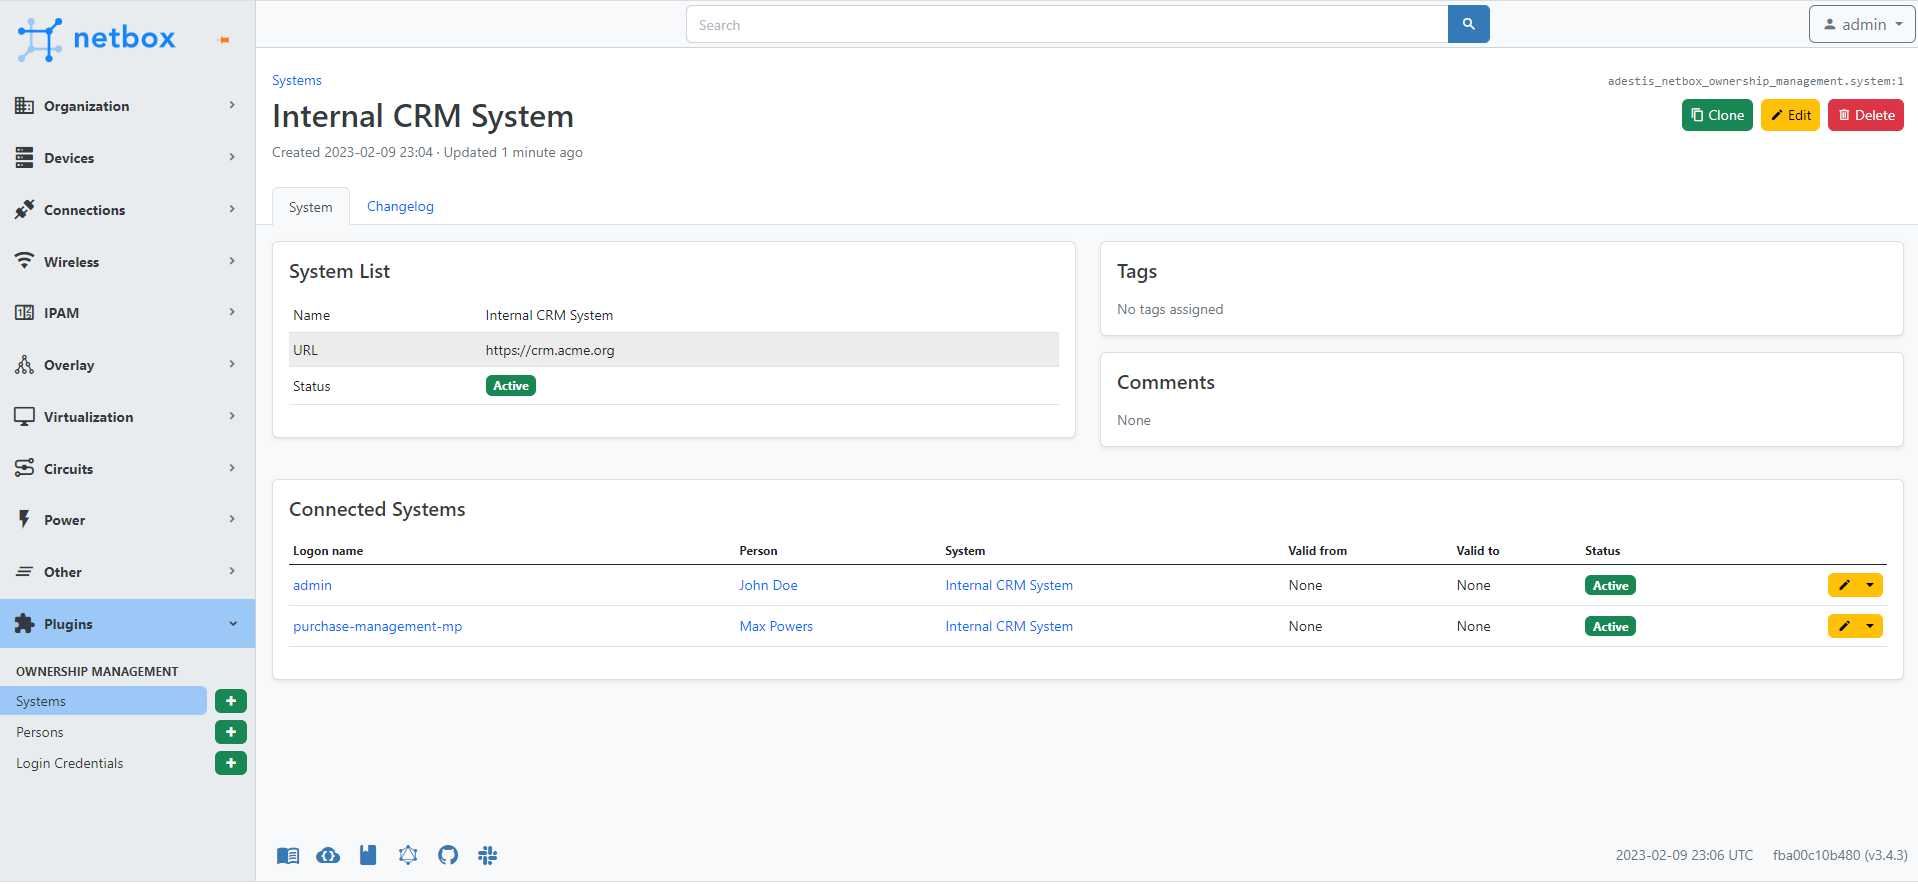 netbox
Search
admin
Organization
Devices
Connections
Wireless
IPAM
Overlay
Virtualization
Circuits
Power
Other
Plugins
OWNERSHIP MANAGEMENT
Systems
Persons
Login Credentials
Systems
adestis_netbox_ownership_management.system:1
Internal CRM System
Clone Edit Delete
Created 2023-02-09 23:04 · Updated 1 minute ago
System Changelog
System List
Name Internal CRM System
URL https://crm.acme.org
Status Active
Tags
No tags assigned
Comments
None
Connected Systems
Logon name Person System Valid from Valid to Status
admin John Doe Internal CRM System None None Active
purchase-management-mp Max Powers Internal CRM System None None Active
2023-02-09 23:06 UTC fba00c10b480 (v3.4.3)